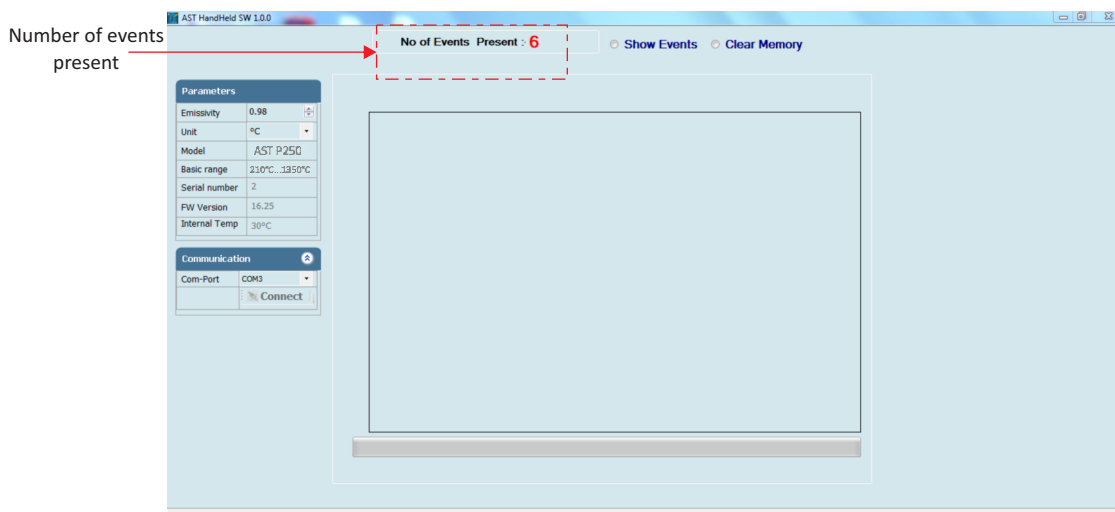 AST HandHeld SW 1.0.0
Number of events
present
No of Events Present : 6
Show Events
Clear Memory
Parameters
Emissivity 0.98
Unit °C
Model AST P250
Basic range 210°C...1350°C
Serial number 2
FW Version 16.25
Internal Temp 30°C
Communication
Com-Port COM3
Connect